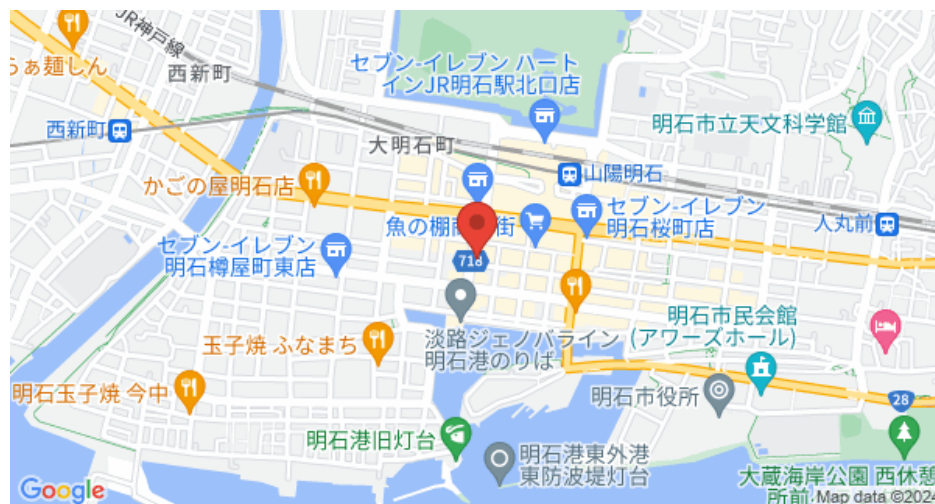 JR神戸線
らぁ麺しん
西新町
セブン-イレブン ハート
インJR明石駅北口店
西新町
大明石町
明石市立天文科学館
山陽明石
かごの屋明石店
セブン-イレブン
明石桜町店
魚の棚商
街
人丸前
セブン-イレブン
明石樽屋町東店
718
淡路ジェノバライン
明石港のりば
明石市民会館
(アワーズホール)
玉子焼 ふなまち
明石玉子焼 今中
明石市役所
28
明石港旧灯台
明石港東外港
東防波堤灯台
大蔵海岸公園 西休憩
所前
Google
Map data ©202